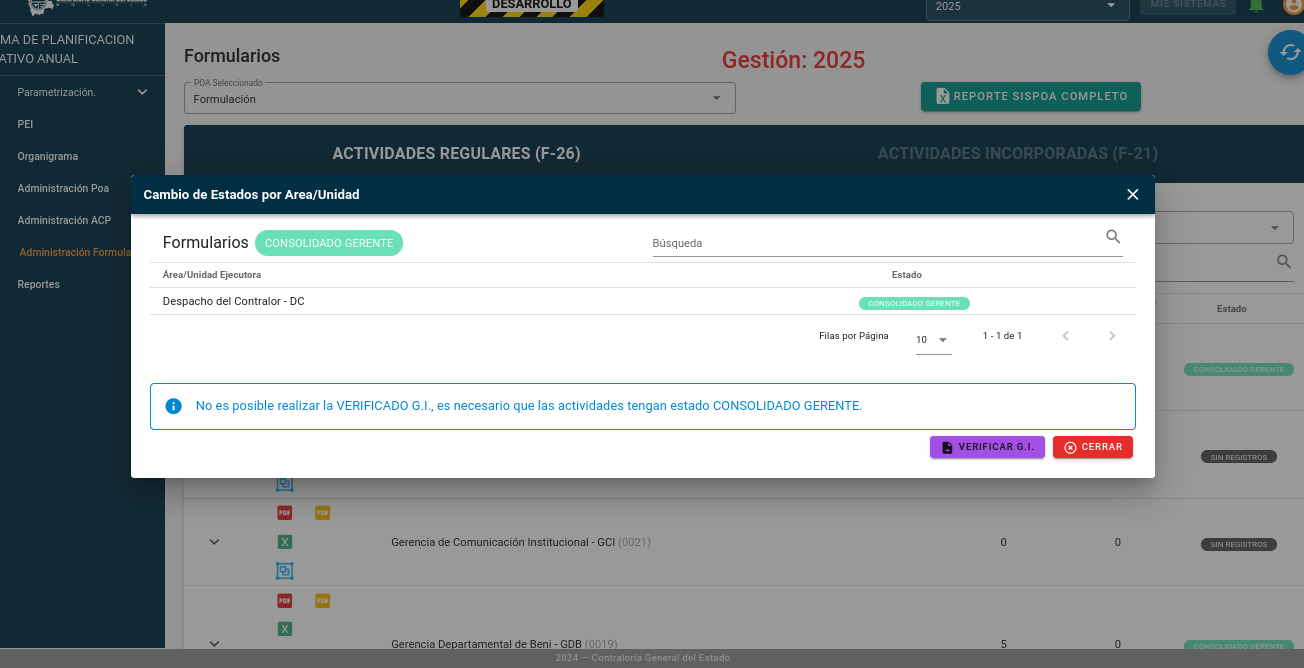 DESARROLLO
2025
MIS SISTEMAS
MA DE PLANIFICACION
ATIVO ANUAL
Parametrización.
PEI
Organigrama
Administración Poa
Administración ACP
Administración Formula
Reportes
Formularios
Gestión: 2025
POA Seleccionado
Formulación
REPORTE SISPOA COMPLETO
ACTIVIDADES REGULARES (F-26)
ACTIVIDADES INCORPORADAS (F-21)
Cambio de Estados por Area/Unidad
Formularios CONSOLIDADO GERENTE
Búsqueda
Área/Unidad Ejecutora Estado
Despacho del Contralor - DC CONSOLIDADO GERENTE
Filas por Página 10 1 - 1 de 1
No es posible realizar la VERIFICADO G.I., es necesario que las actividades tengan estado CONSOLIDADO GERENTE.
VERIFICAR G.I. CERRAR
Estado
CONSOLIDADO GERENTE
SIN REGISTROS
PDF PDF
Gerencia de Comunicación Institucional - GCI (0021) 0 0 SIN REGISTROS
X
PDF PDF
X
Gerencia Departamental de Beni - GDB (0019) 5 0 CONSOLIDADO GERENTE
2024 — Contraloría General del Estado